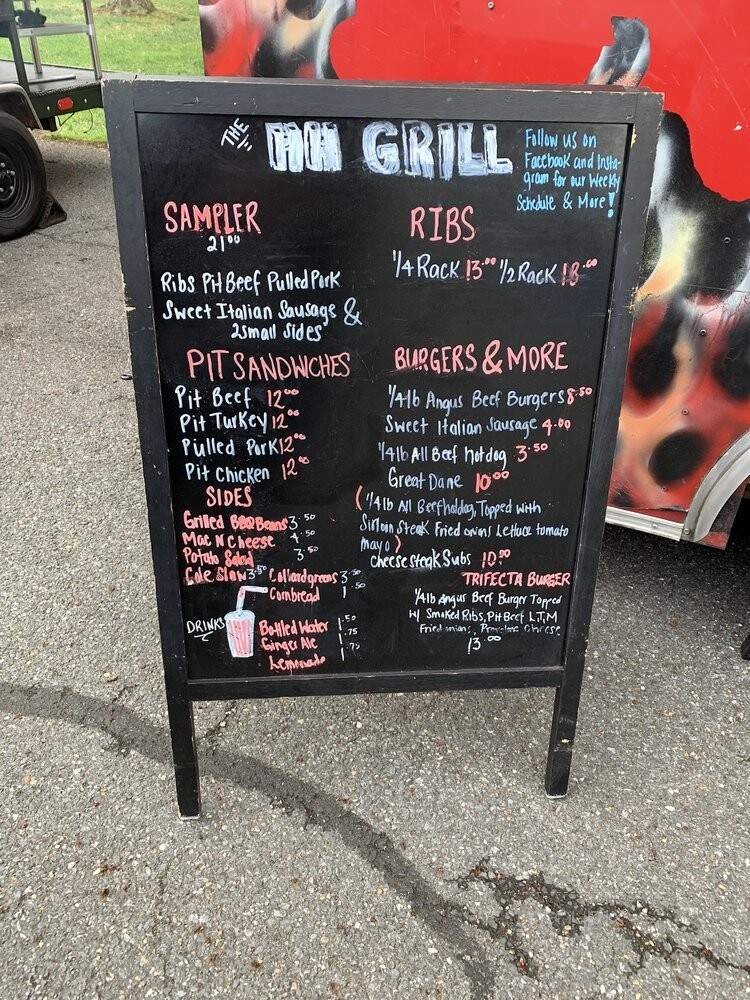 THE HH GRILL
Follow us on
Facebook and Insta-
gram for our Weekly
Schedule & More!
SAMPLER
21.00
Ribs Pit Beef Pulled Pork
Sweet Italian Sausage &
2 small sides
RIBS
1/4 Rack 13.00 1/2 Rack 18.00
PIT SANDWICHES
Pit Beef 12.00
Pit Turkey 12.00
Pulled Pork 12.00
Pit Chicken 12.00
SIDES
Grilled BBQ Beans 3.50
Mac N Cheese 4.50
Potato Salad 3.50
Cole Slaw 3.50 Collard greens 3.50
Cornbread 1.50
DRINKS
Bottled Water 1.50
Ginger Ale 1.75
Lemonade 1.75
BURGERS & MORE
1/4 lb Angus Beef Burgers 8.50
Sweet Italian Sausage 4.00
1/4 lb All Beef hotdog 3.50
Great Dane 10.00
(1/4 lb All Beef hotdog, Topped with
Sirloin Steak Fried onins Lettuce tomato
mayo)
cheese steak Subs 10.00
TRIFECTA BURGER
1/4 lb Angus Beef Burger Topped
W/ Smoked Ribs, Pit Beef L,T,M
Fried onions, Provolone Cheese
13.00